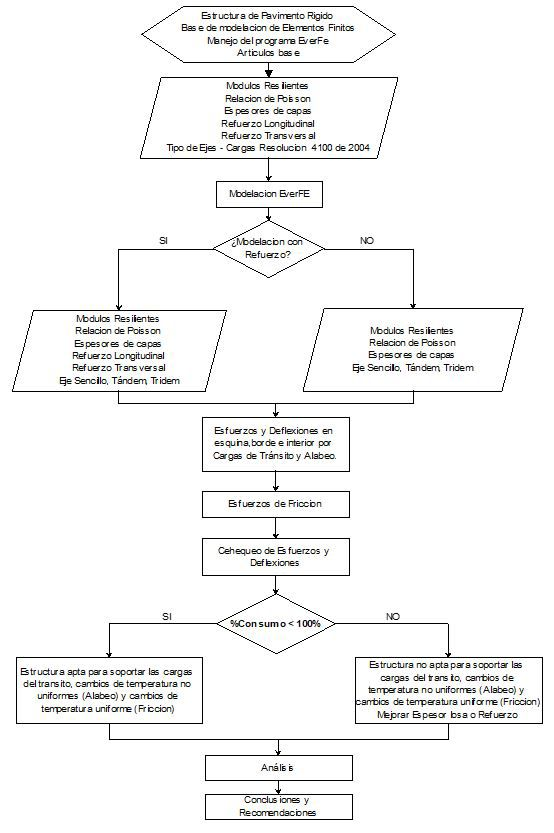 Estructura de Pavimento Rigido
Base de modelacion de Elementos Finitos
Manejo del programa EverFe
Articulos base
Modulos Resilientes
Relacion de Poisson
Espesores de capas
Refuerzo Longitudinal
Refuerzo Transversal
Tipo de Ejes - Cargas Resolucion 4100 de 2004
Modelacion EverFE
¿Modelacion con
Refuerzo?
SI
NO
Modulos Resilientes
Relacion de Poisson
Espesores de capas
Refuerzo Longitudinal
Refuerzo Transversal
Eje Sencillo, Tándem, Tridem
Modulos Resilientes
Relacion de Poisson
Espesores de capas
Eje Sencillo, Tándem, Tridem
Esfuerzos y Deflexiones en
esquina,borde e interior por
Cargas de Tránsito y Alabeo.
Esfuerzos de Friccion
Cehequeo de Esfuerzos y
Deflexiones
%Consumo < 100%
SI
NO
Estructura apta para soportar las cargas
del transito, cambios de temperatura no
uniformes (Alabeo) y cambios de
temperatura uniforme (Friccion)
Estructura no apta para soportar las
cargas del transito, cambios de
temperatura no uniformes (Alabeo) y
cambios de temperatura uniforme (Friccion)
Mejorar Espesor losa o Refuerzo
Análisis
Conclusiones y
Recomendaciones